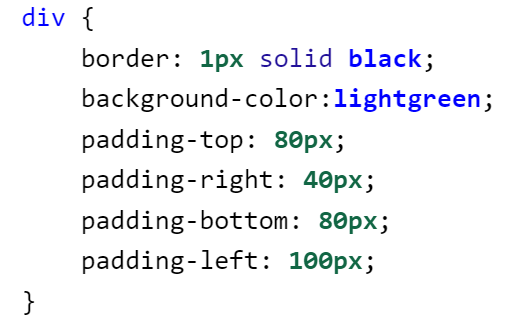 div {
    border: 1px solid black;
    background-color:lightgreen;
    padding-top: 80px;
    padding-right: 40px;
    padding-bottom: 80px;
    padding-left: 100px;
}